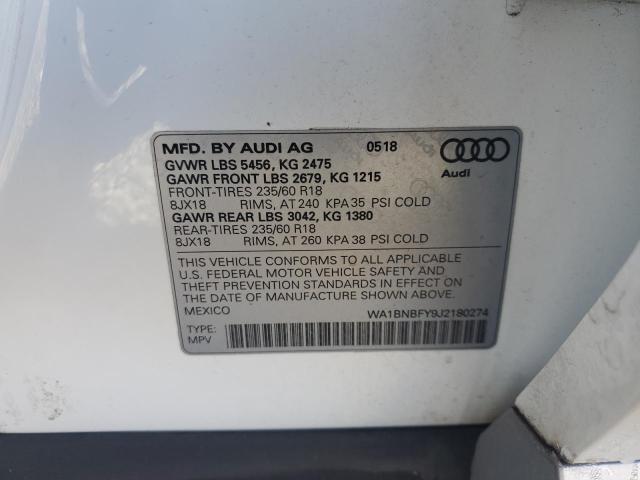 MFD. BY AUDI AG 0518
GVWR LBS 5456, KG 2475
GAWR FRONT LBS 2679, KG 1215
FRONT-TIRES 235/60 R18
8JX18 RIMS, AT 240 KPA 35 PSI COLD
GAWR REAR LBS 3042, KG 1380
REAR-TIRES 235/60 R18
8JX18 RIMS, AT 260 KPA 38 PSI COLD
Audi
THIS VEHICLE CONFORMS TO ALL APPLICABLE
U.S. FEDERAL MOTOR VEHICLE SAFETY AND
THEFT PREVENTION STANDARDS IN EFFECT ON
THE DATE OF MANUFACTURE SHOWN ABOVE.
MEXICO WA1BNBFY9J2180274
TYPE:
MPV